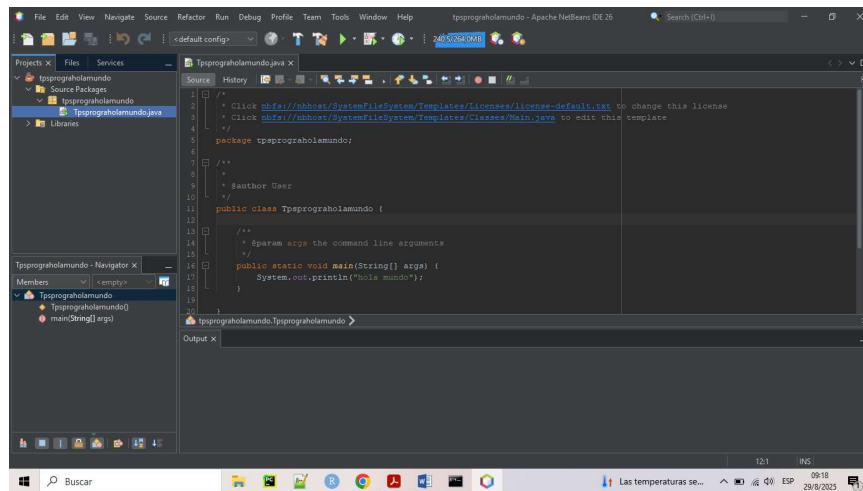 File Edit View Navigate Source Refactor Run Debug Profile Team Tools Window Help
tpsprograholamundo - Apache NetBeans IDE 26
Search (Ctrl+I)
<default config>
240.5/264.0MB
Projects
Files
Services
tpsprograholamundo
Source Packages
tpsprograholamundo
Tpsprograholamundo.java
Libraries
Tpsprograholamundo.java
Source
History
1 /*
2 * Click nbfs://nbhost/SystemFileSystem/Templates/Licenses/license-default.txt to change this license
3 * Click nbfs://nbhost/SystemFileSystem/Templates/Classes/Main.java to edit this template
4 */
5 package tpsprograholamundo;
6
7 /**
8 *
9 * @author User
10 */
11 public class Tpsprograholamundo {
12
13 /**
14 * @param args the command line arguments
15 */
16 public static void main(String[] args) {
17 System.out.println("hola mundo");
18 }
19
20 }
tpsprograholamundo.Tpsprograholamundo
Tpsprograholamundo - Navigator
Members
<empty>
Tpsprograholamundo
Tpsprograholamundo()
main(String[] args)
Output
12:1
INS
Buscar
Las temperaturas se...
ESP
09:18
29/8/2025